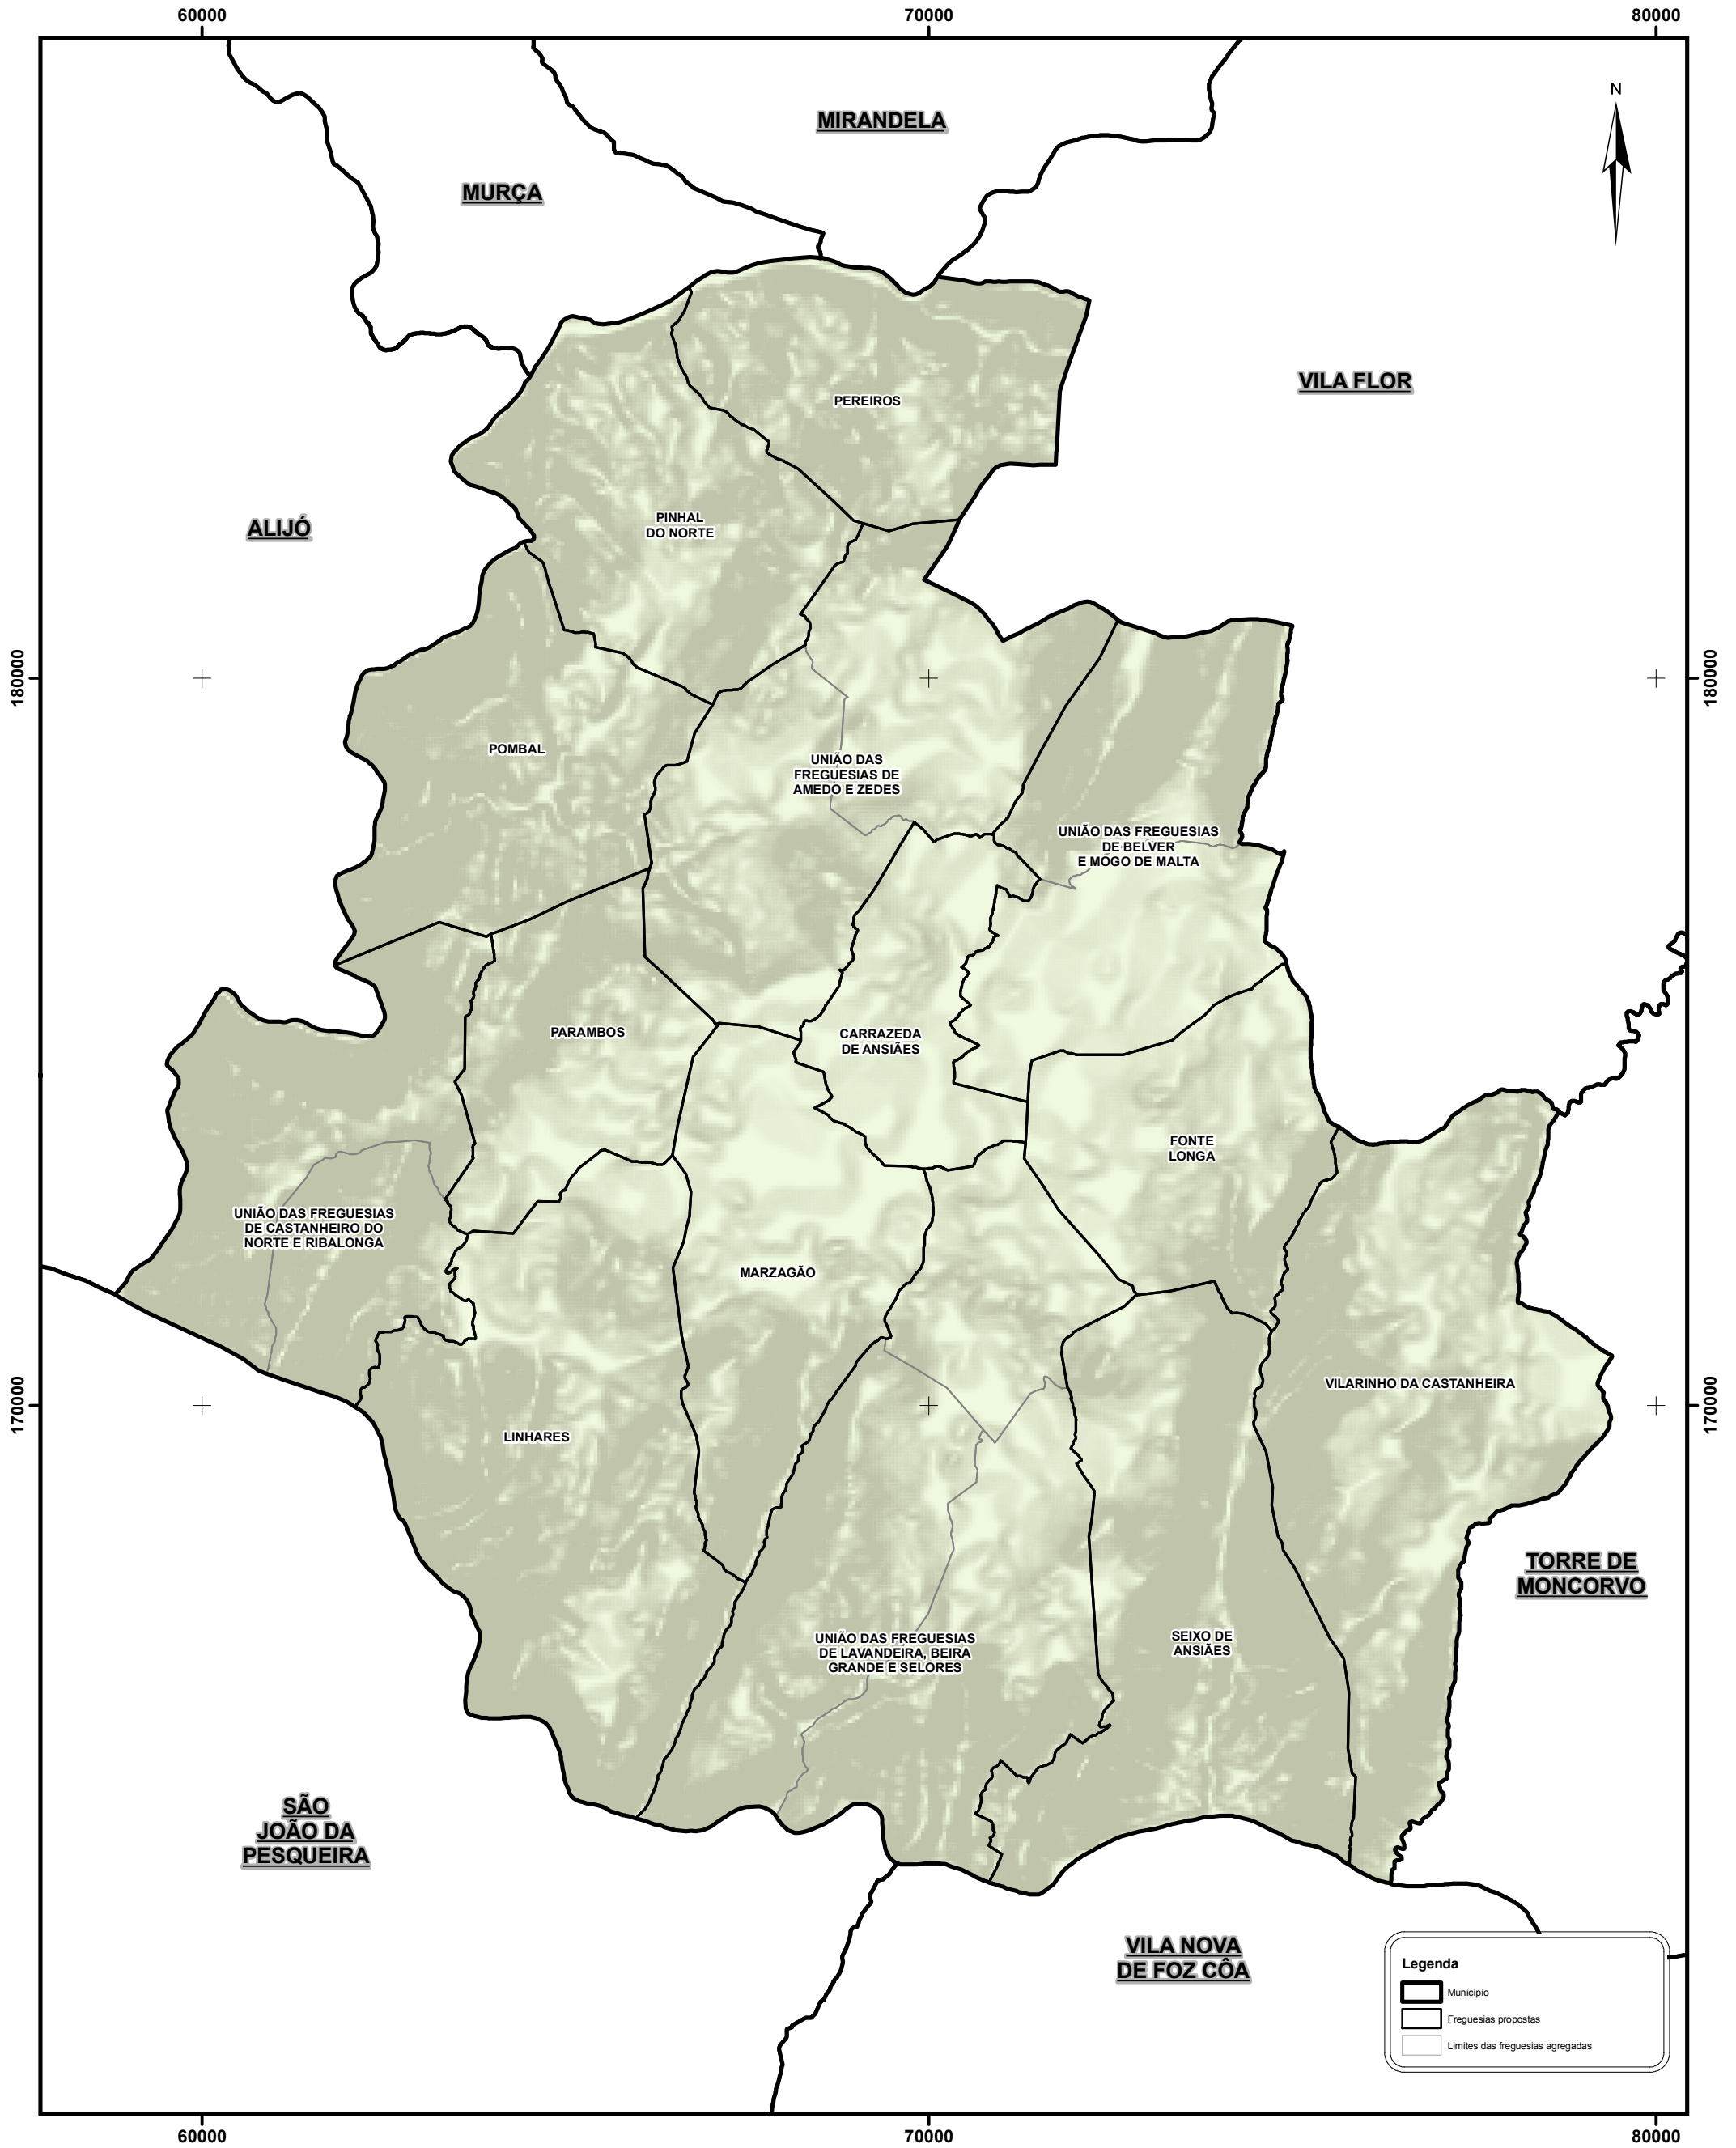 60000
70000
80000
MIRANDELA
N
MURÇA
VILA FLOR
PEREIROS
PINHAL
DO NORTE
ALIJÓ
180000
180000
POMBAL
UNIÃO DAS
FREGUESIAS DE
AMEDO E ZEDES
UNIÃO DAS FREGUESIAS
DE BELVER
E MOGO DE MALTA
PARAMBOS
CARRAZEDA
DE ANSIÃES
FONTE
LONGA
UNIÃO DAS FREGUESIAS
DE CASTANHEIRO DO
NORTE E RIBALONGA
MARZAGÃO
VILARINHO DA CASTANHEIRA
170000
170000
LINHARES
TORRE DE
MONCORVO
UNIÃO DAS FREGUESIAS
DE LAVANDEIRA, BEIRA
GRANDE E SELORES
SEIXO DE
ANSIÃES
SÃO
JOÃO DA
PESQUEIRA
VILA NOVA
DE FOZ CÔA
Legenda
Município
Freguesias propostas
Limites das freguesias agregadas
60000
70000
80000